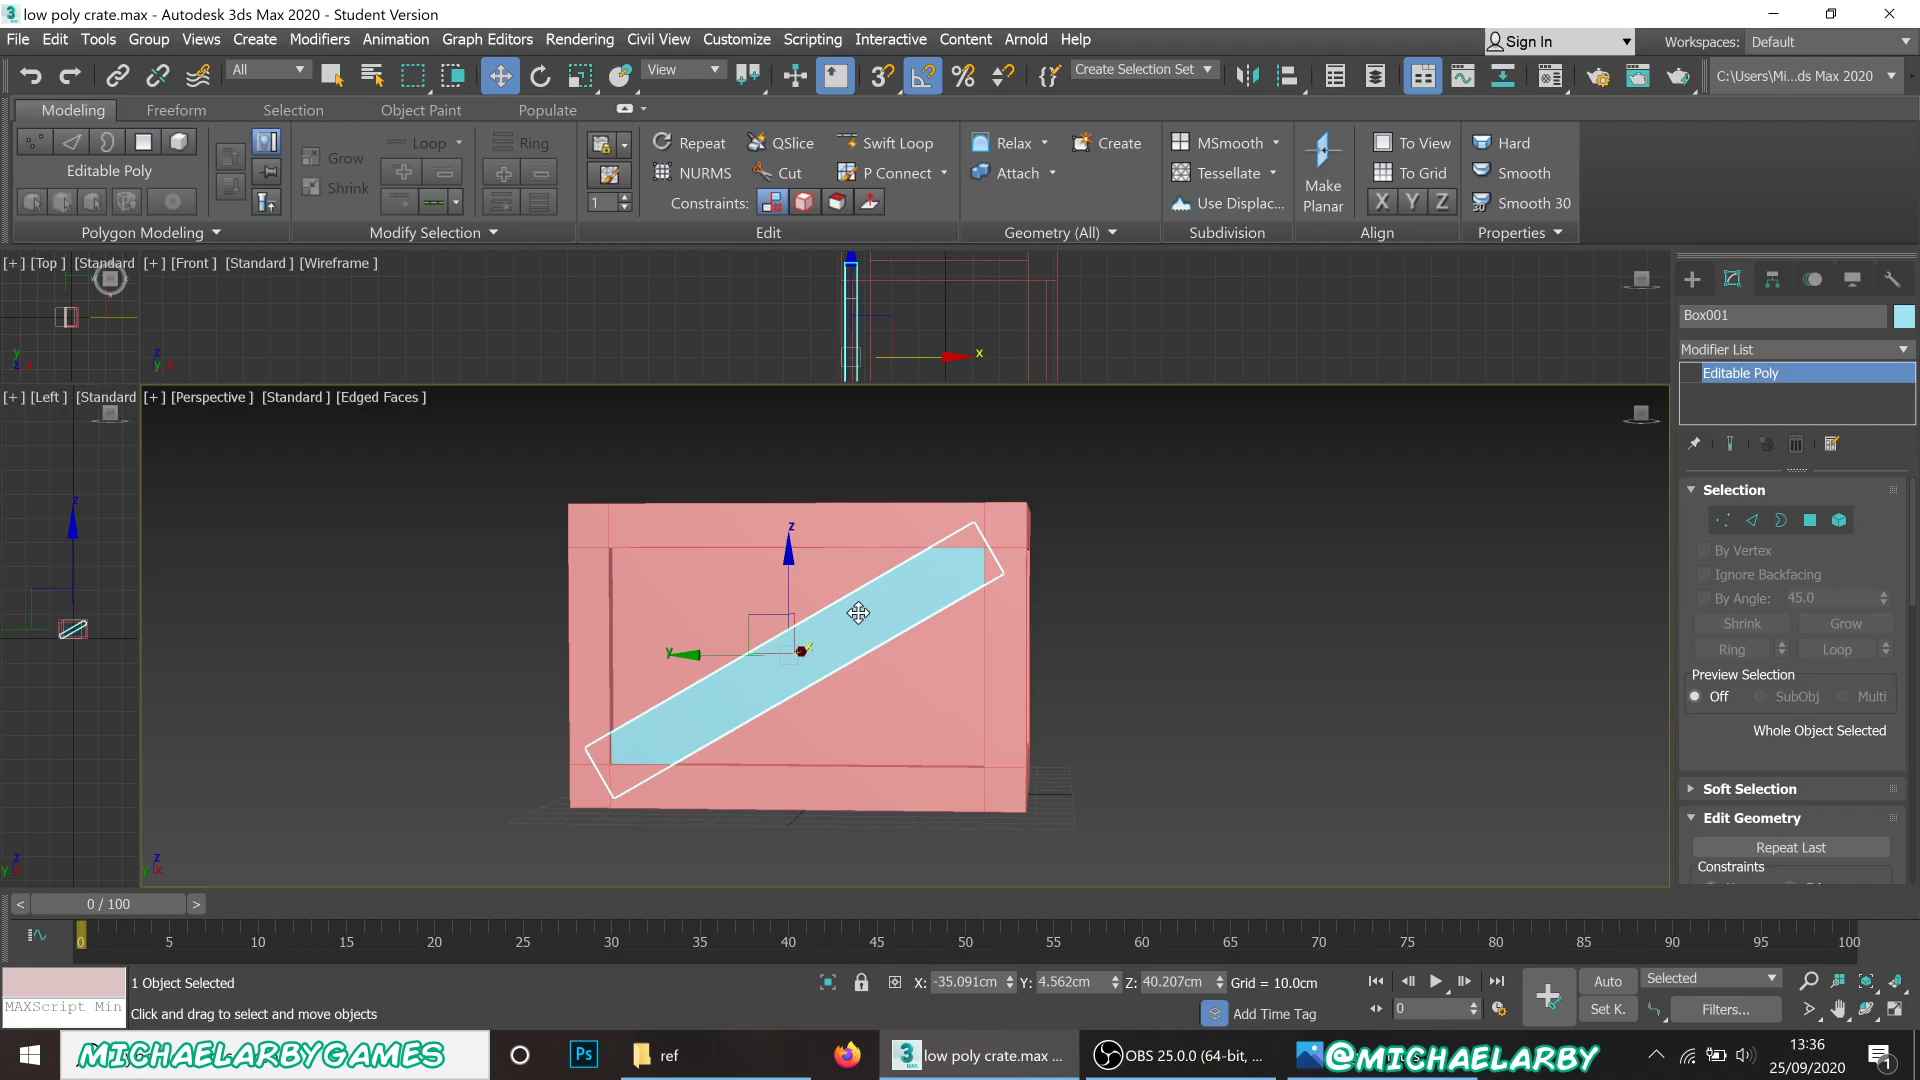 low poly crate.max - Autodesk 3ds Max 2020 - Student Version
File Edit Tools Group Views Create Modifiers Animation Graph Editors Rendering Civil View Customize Scripting Interactive Content Arnold Help
Sign In Workspaces: Default
All View Create Selection Set C:\Users\Mi...ds Max 2020
Modeling Freeform Selection Object Paint Populate
Loop Ring Repeat QSlice Swift Loop Relax Create MSmooth To View Hard
Grow Editable Poly NURMS Cut P Connect Attach Tessellate To Grid Smooth
Shrink 1 Constraints: Use Displac... Make Planar X Y Z Smooth 30
Polygon Modeling Modify Selection Edit Geometry (All) Subdivision Align Properties
[+] [Top ] [Standard [+] [Front ] [Standard ] [Wireframe ]
Box001
Modifier List
Editable Poly
[+] [Left ] [Standard [+] [Perspective ] [Standard ] [Edged Faces ]
Selection
By Vertex
Ignore Backfacing
By Angle: 45.0
Shrink Grow
Ring Loop
Preview Selection
Off SubObj Multi
Whole Object Selected
Soft Selection
Edit Geometry
Repeat Last
Constraints
< 0 / 100 >
0 5 10 15 20 25 30 35 40 45 50 55 60 65 70 75 80 85 90 95 100
1 Object Selected X: -35.091cm Y: 4.562cm Z: 40.207cm Grid = 10.0cm Auto Selected
MAXScript Min Click and drag to select and move objects Add Time Tag 0 Set K. Filters...
MICHAELARBYGAMES Ps ref low poly crate.max ... OBS 25.0.0 (64-bit, ... @MICHAELARBY 13:36
25/09/2020
1